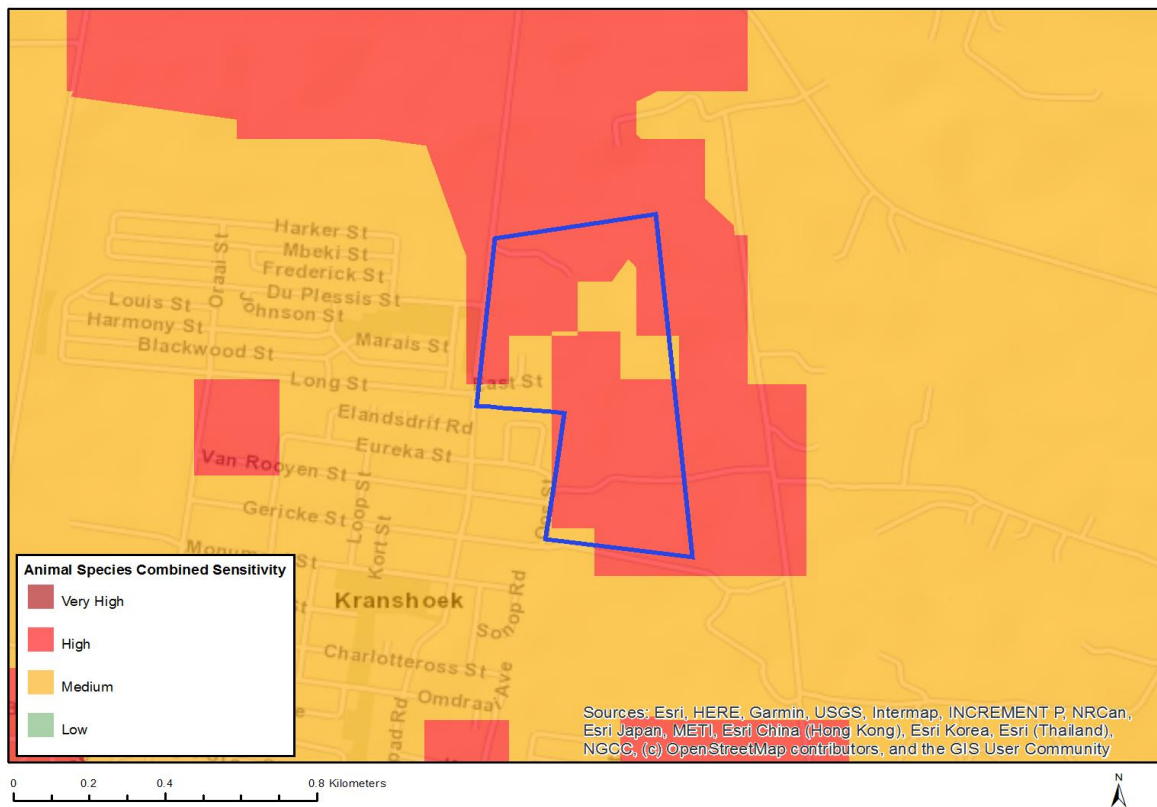 Harker St
Mbeki St
Frederick St
Oraai St
Du Plessis St
Louis St
Johnson St
Harmony St
Marais St
Blackwood St
Long St
East St
Elandsdrif Rd
Eureka St
Van Rooyen St
Loop St
Oos St
Gericke St
Kort St
St
Kranshoek
Sonop Rd
Charlotteross St
Ave
Rd
Animal Species Combined Sensitivity
Very High
High
Medium
Low
Sources: Esri, HERE, Garmin, USGS, Intermap, INCREMENT P, NRCan,
Esri Japan, METI, Esri China (Hong Kong), Esri Korea, Esri (Thailand),
NGCC, (c) OpenStreetMap contributors, and the GIS User Community
0 0.2 0.4 0.8 Kilometers
N